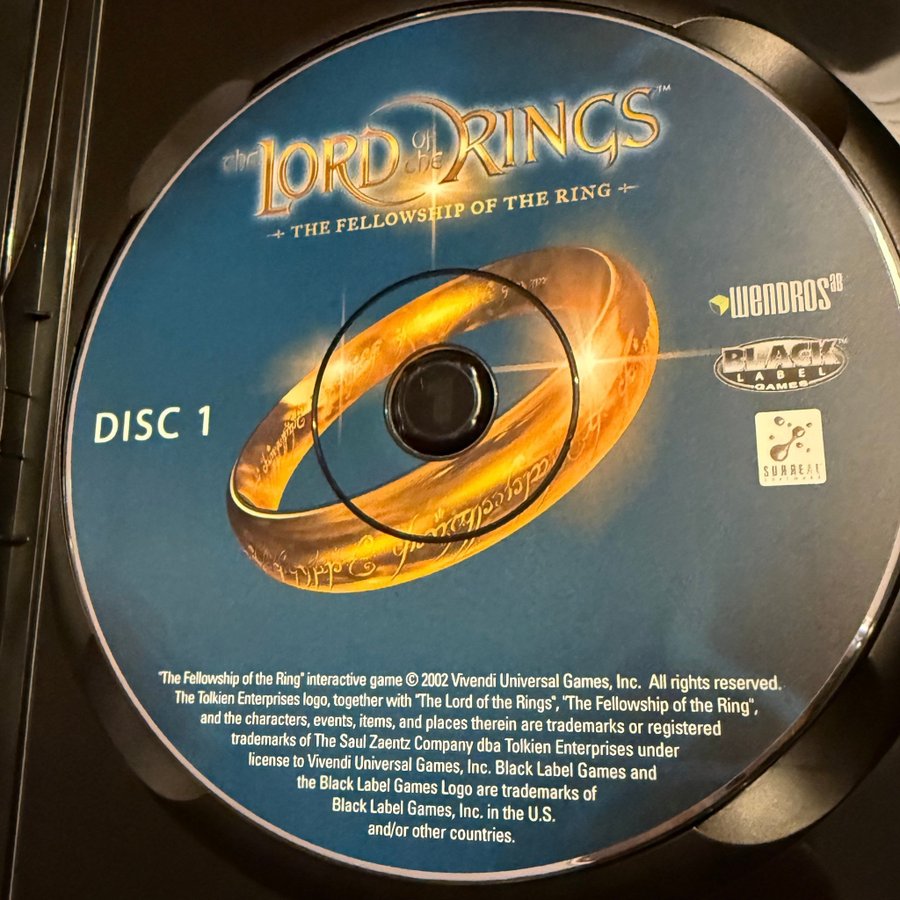 the LORD of the RINGS™
THE FELLOWSHIP OF THE RING
WENDROS AB
BLACK™
LABEL
GAMES
DISC 1
SURREAL
SOFTWARE
"The Fellowship of the Ring" interactive game © 2002 Vivendi Universal Games, Inc. All rights reserved.
The Tolkien Enterprises logo, together with "The Lord of the Rings", "The Fellowship of the Ring",
and the characters, events, items, and places therein are trademarks or registered
trademarks of The Saul Zaentz Company dba Tolkien Enterprises under
license to Vivendi Universal Games, Inc. Black Label Games and
the Black Label Games Logo are trademarks of
Black Label Games, Inc. in the U.S.
and/or other countries.